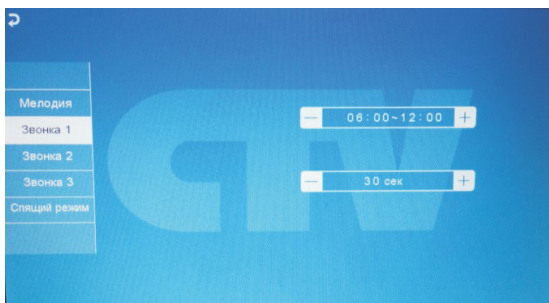 Мелодия
Звонка 1
Звонка 2
Звонка 3
Спящий режим
— 06:00~12:00 +
— 30 сек +
CTV